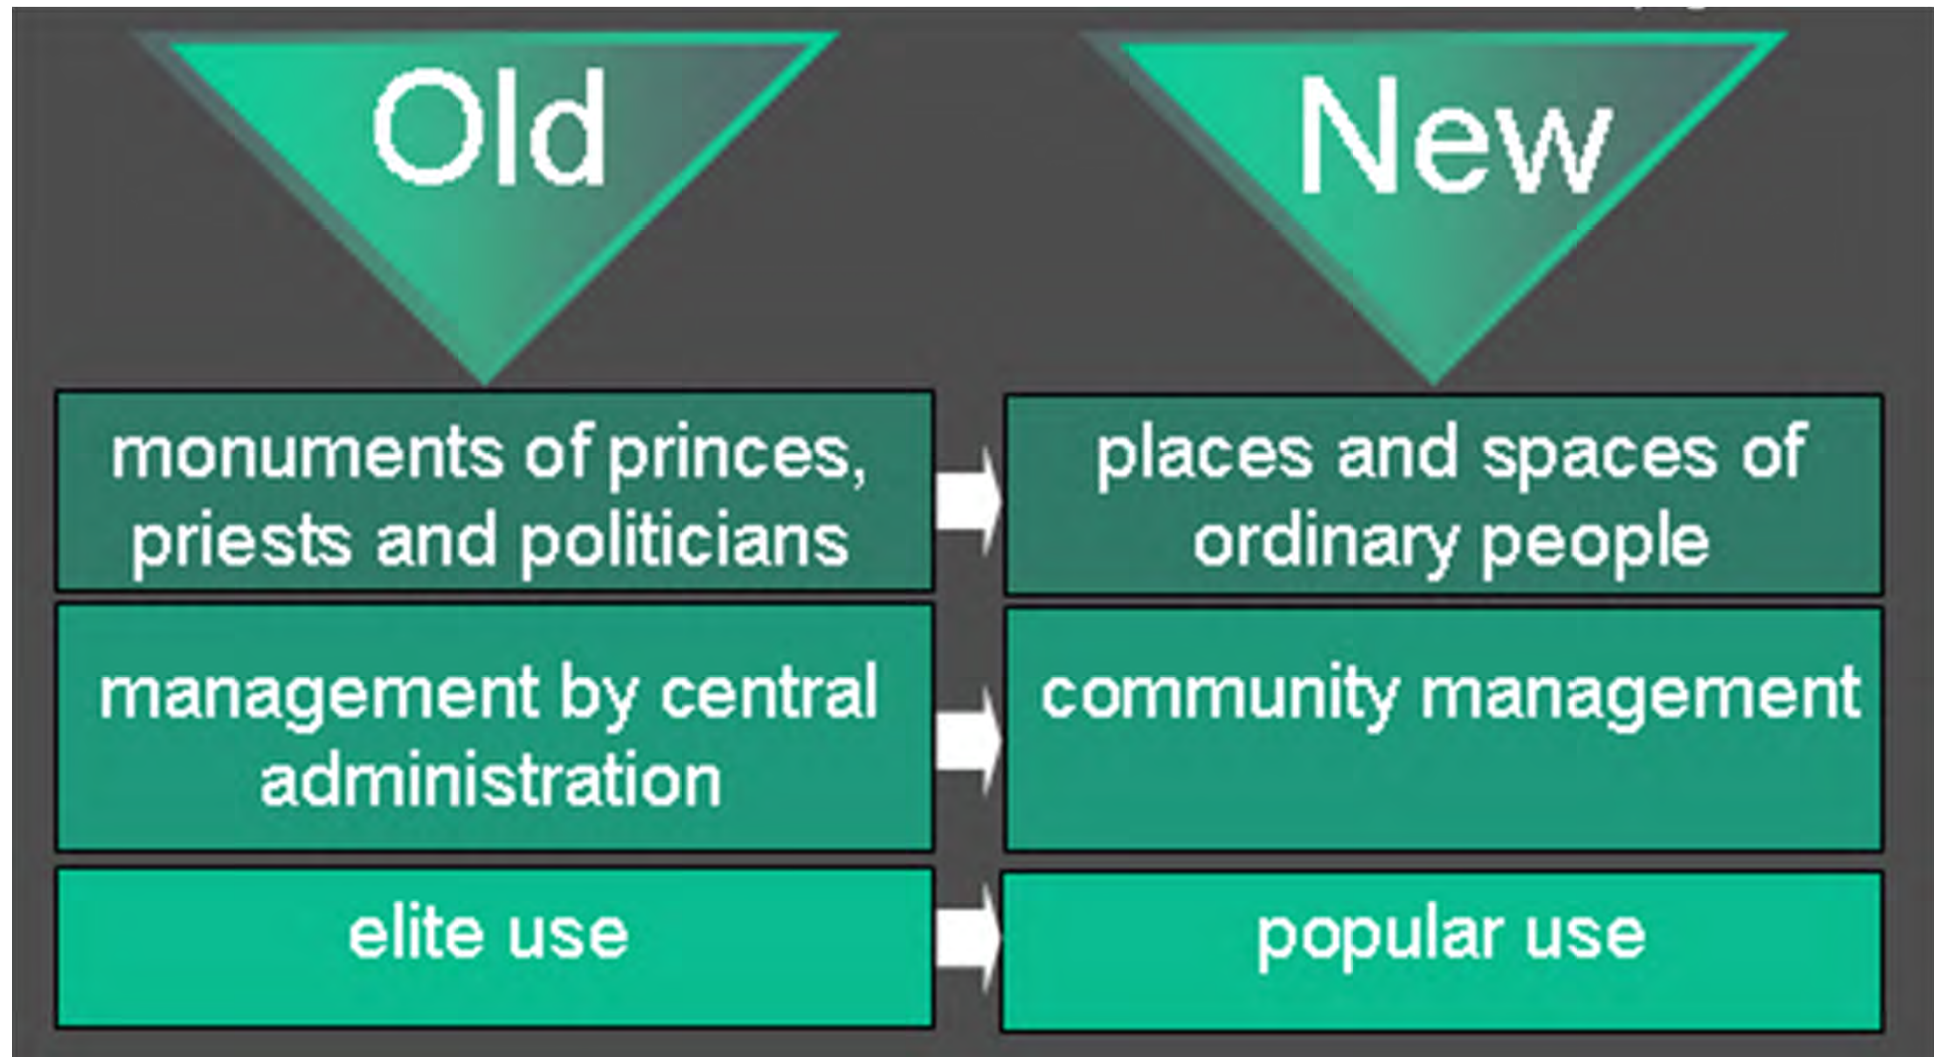 Old
New
monuments of princes,
priests and politicians
places and spaces of
ordinary people
management by central
administration
community management
elite use
popular use